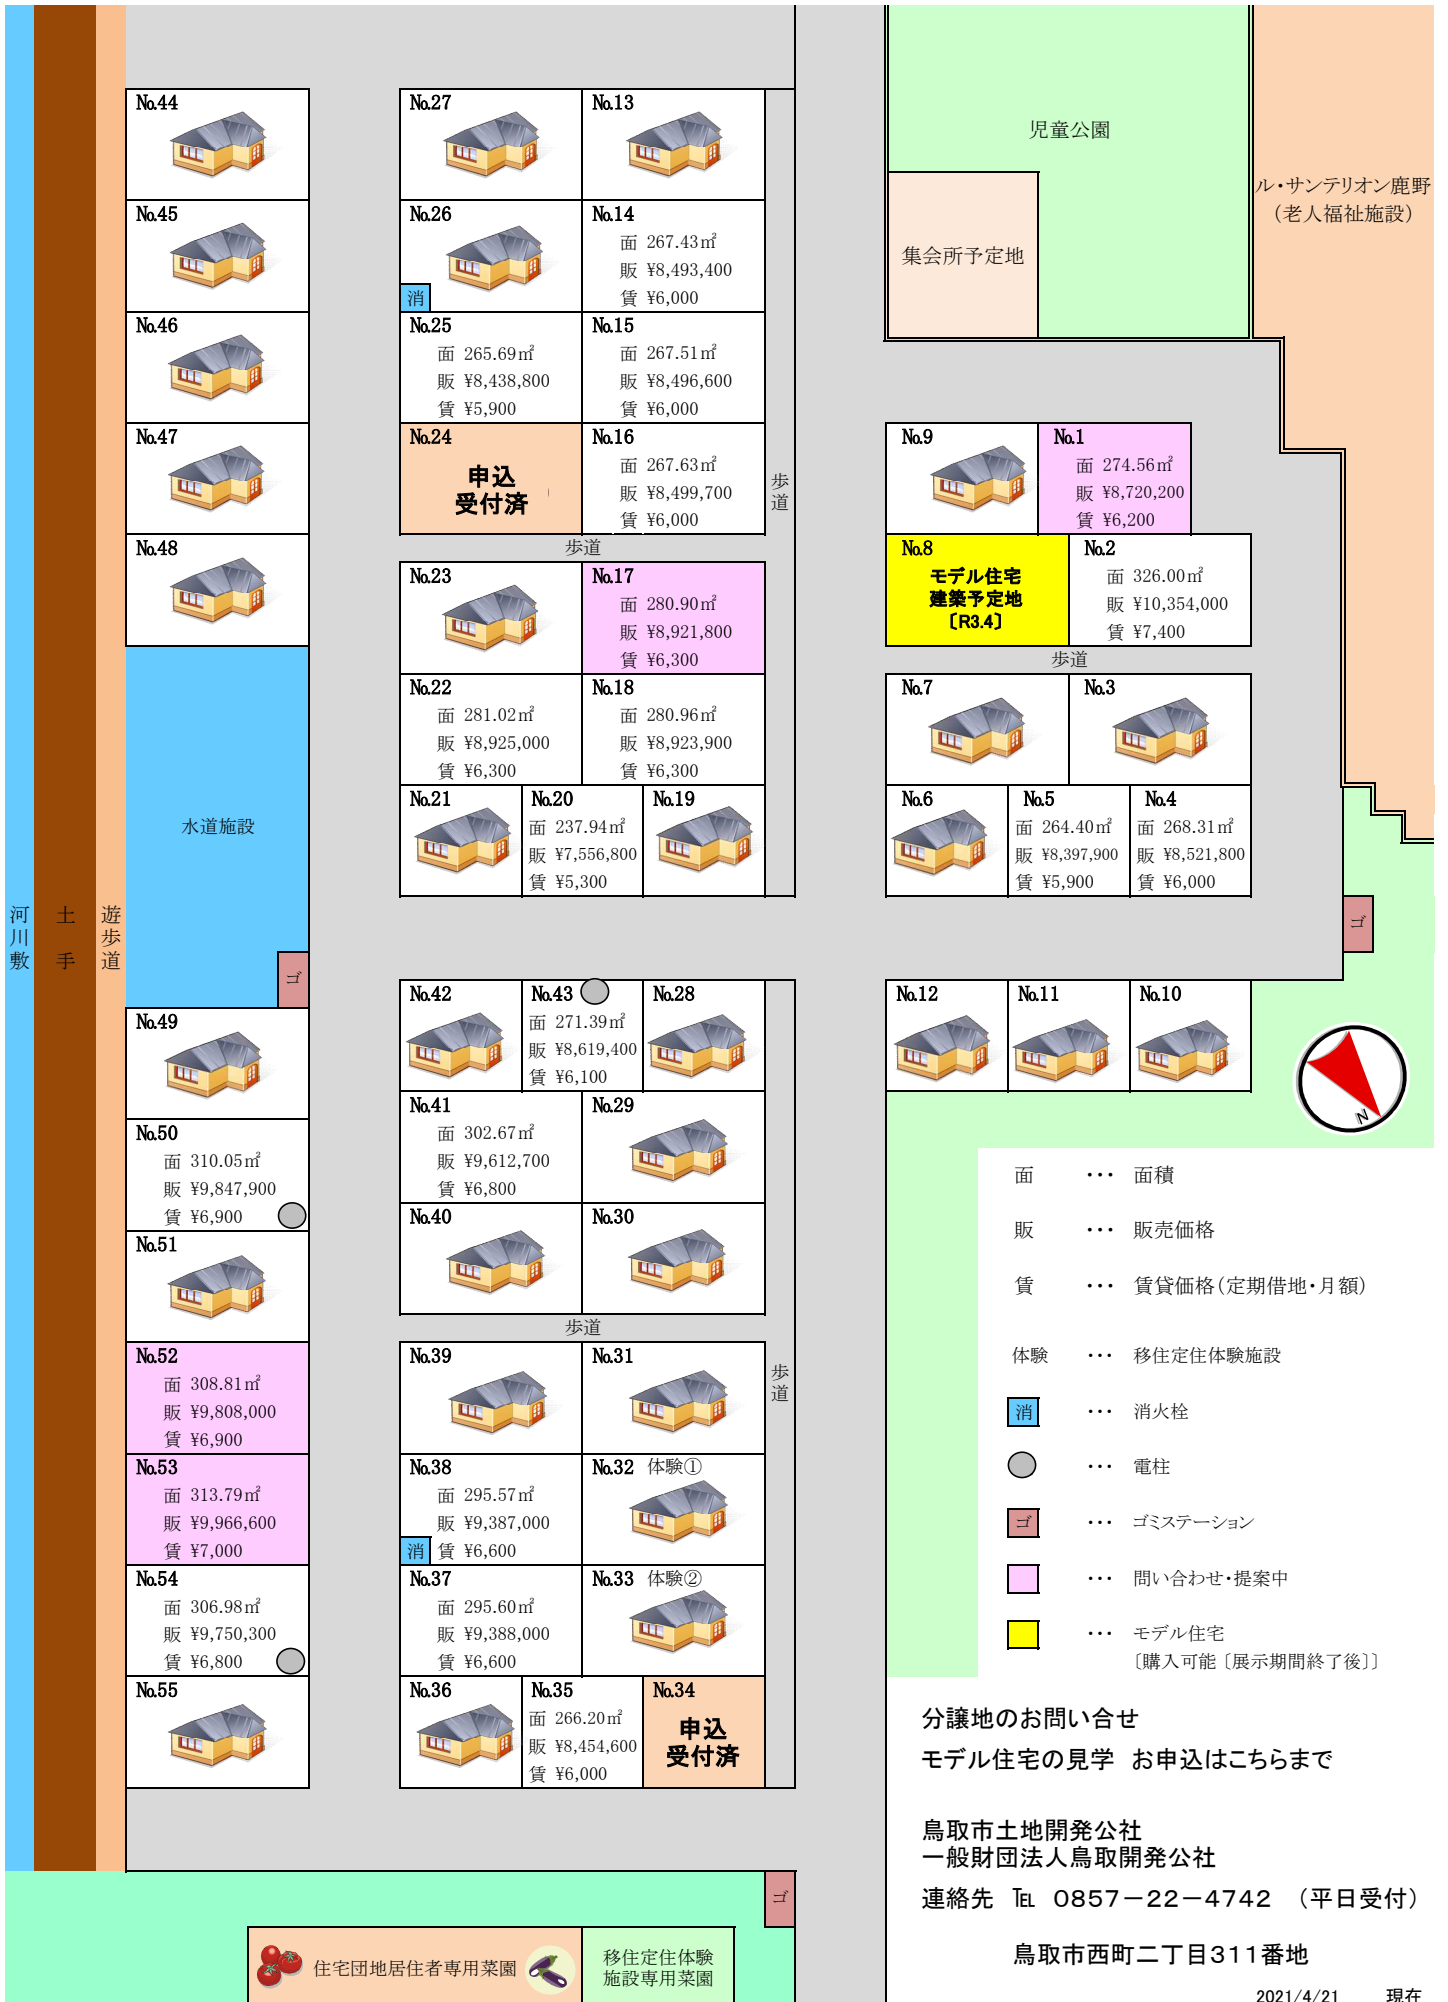 No.44
No.45
No.46
No.47
No.48
水道施設
ゴ
河川敷
土手
遊歩道
No.49
No.50
面 310.05㎡
販 ¥9,847,900
賃 ¥6,900
No.51
No.52
面 308.81㎡
販 ¥9,808,000
賃 ¥6,900
No.53
面 313.79㎡
販 ¥9,966,600
賃 ¥7,000
No.54
面 306.98㎡
販 ¥9,750,300
賃 ¥6,800
No.55
No.27
No.13
No.26
消
No.14
面 267.43㎡
販 ¥8,493,400
賃 ¥6,000
No.25
面 265.69㎡
販 ¥8,438,800
賃 ¥5,900
No.15
面 267.51㎡
販 ¥8,496,600
賃 ¥6,000
No.24
申込
受付済
No.16
面 267.63㎡
販 ¥8,499,700
賃 ¥6,000
歩道
歩道
No.23
No.17
面 280.90㎡
販 ¥8,921,800
賃 ¥6,300
No.22
面 281.02㎡
販 ¥8,925,000
賃 ¥6,300
No.18
面 280.96㎡
販 ¥8,923,900
賃 ¥6,300
No.21
No.20
面 237.94㎡
販 ¥7,556,800
賃 ¥5,300
No.19
No.42
No.43
面 271.39㎡
販 ¥8,619,400
賃 ¥6,100
No.28
No.41
面 302.67㎡
販 ¥9,612,700
賃 ¥6,800
No.29
No.40
No.30
歩道
歩道
No.39
No.31
No.38
面 295.57㎡
販 ¥9,387,000
消
賃 ¥6,600
No.32 体験①
No.37
面 295.60㎡
販 ¥9,388,000
賃 ¥6,600
No.33 体験②
No.36
No.35
面 266.20㎡
販 ¥8,454,600
賃 ¥6,000
No.34
申込
受付済
ゴ
住宅団地居住者専用菜園
移住定住体験
施設専用菜園
児童公園
集会所予定地
ル・サンテリオン鹿野
（老人福祉施設）
No.9
No.1
面 274.56㎡
販 ¥8,720,200
賃 ¥6,200
No.8
モデル住宅
建築予定地
〔R3.4〕
No.2
面 326.00㎡
販 ¥10,354,000
賃 ¥7,400
歩道
No.7
No.3
No.6
No.5
面 264.40㎡
販 ¥8,397,900
賃 ¥5,900
No.4
面 268.31㎡
販 ¥8,521,800
賃 ¥6,000
ゴ
No.12
No.11
No.10
N
面 … 面積
販 … 販売価格
賃 … 賃貸価格（定期借地・月額）
体験 … 移住定住体験施設
消 … 消火栓
… 電柱
ゴ … ゴミステーション
… 問い合わせ・提案中
… モデル住宅
〔購入可能〔展示期間終了後〕〕
分譲地のお問い合せ
モデル住宅の見学 お申込はこちらまで
鳥取市土地開発公社
一般財団法人鳥取開発公社
連絡先 ℡ 0857－22－4742 （平日受付）
鳥取市西町二丁目311番地
2021/4/21 現在